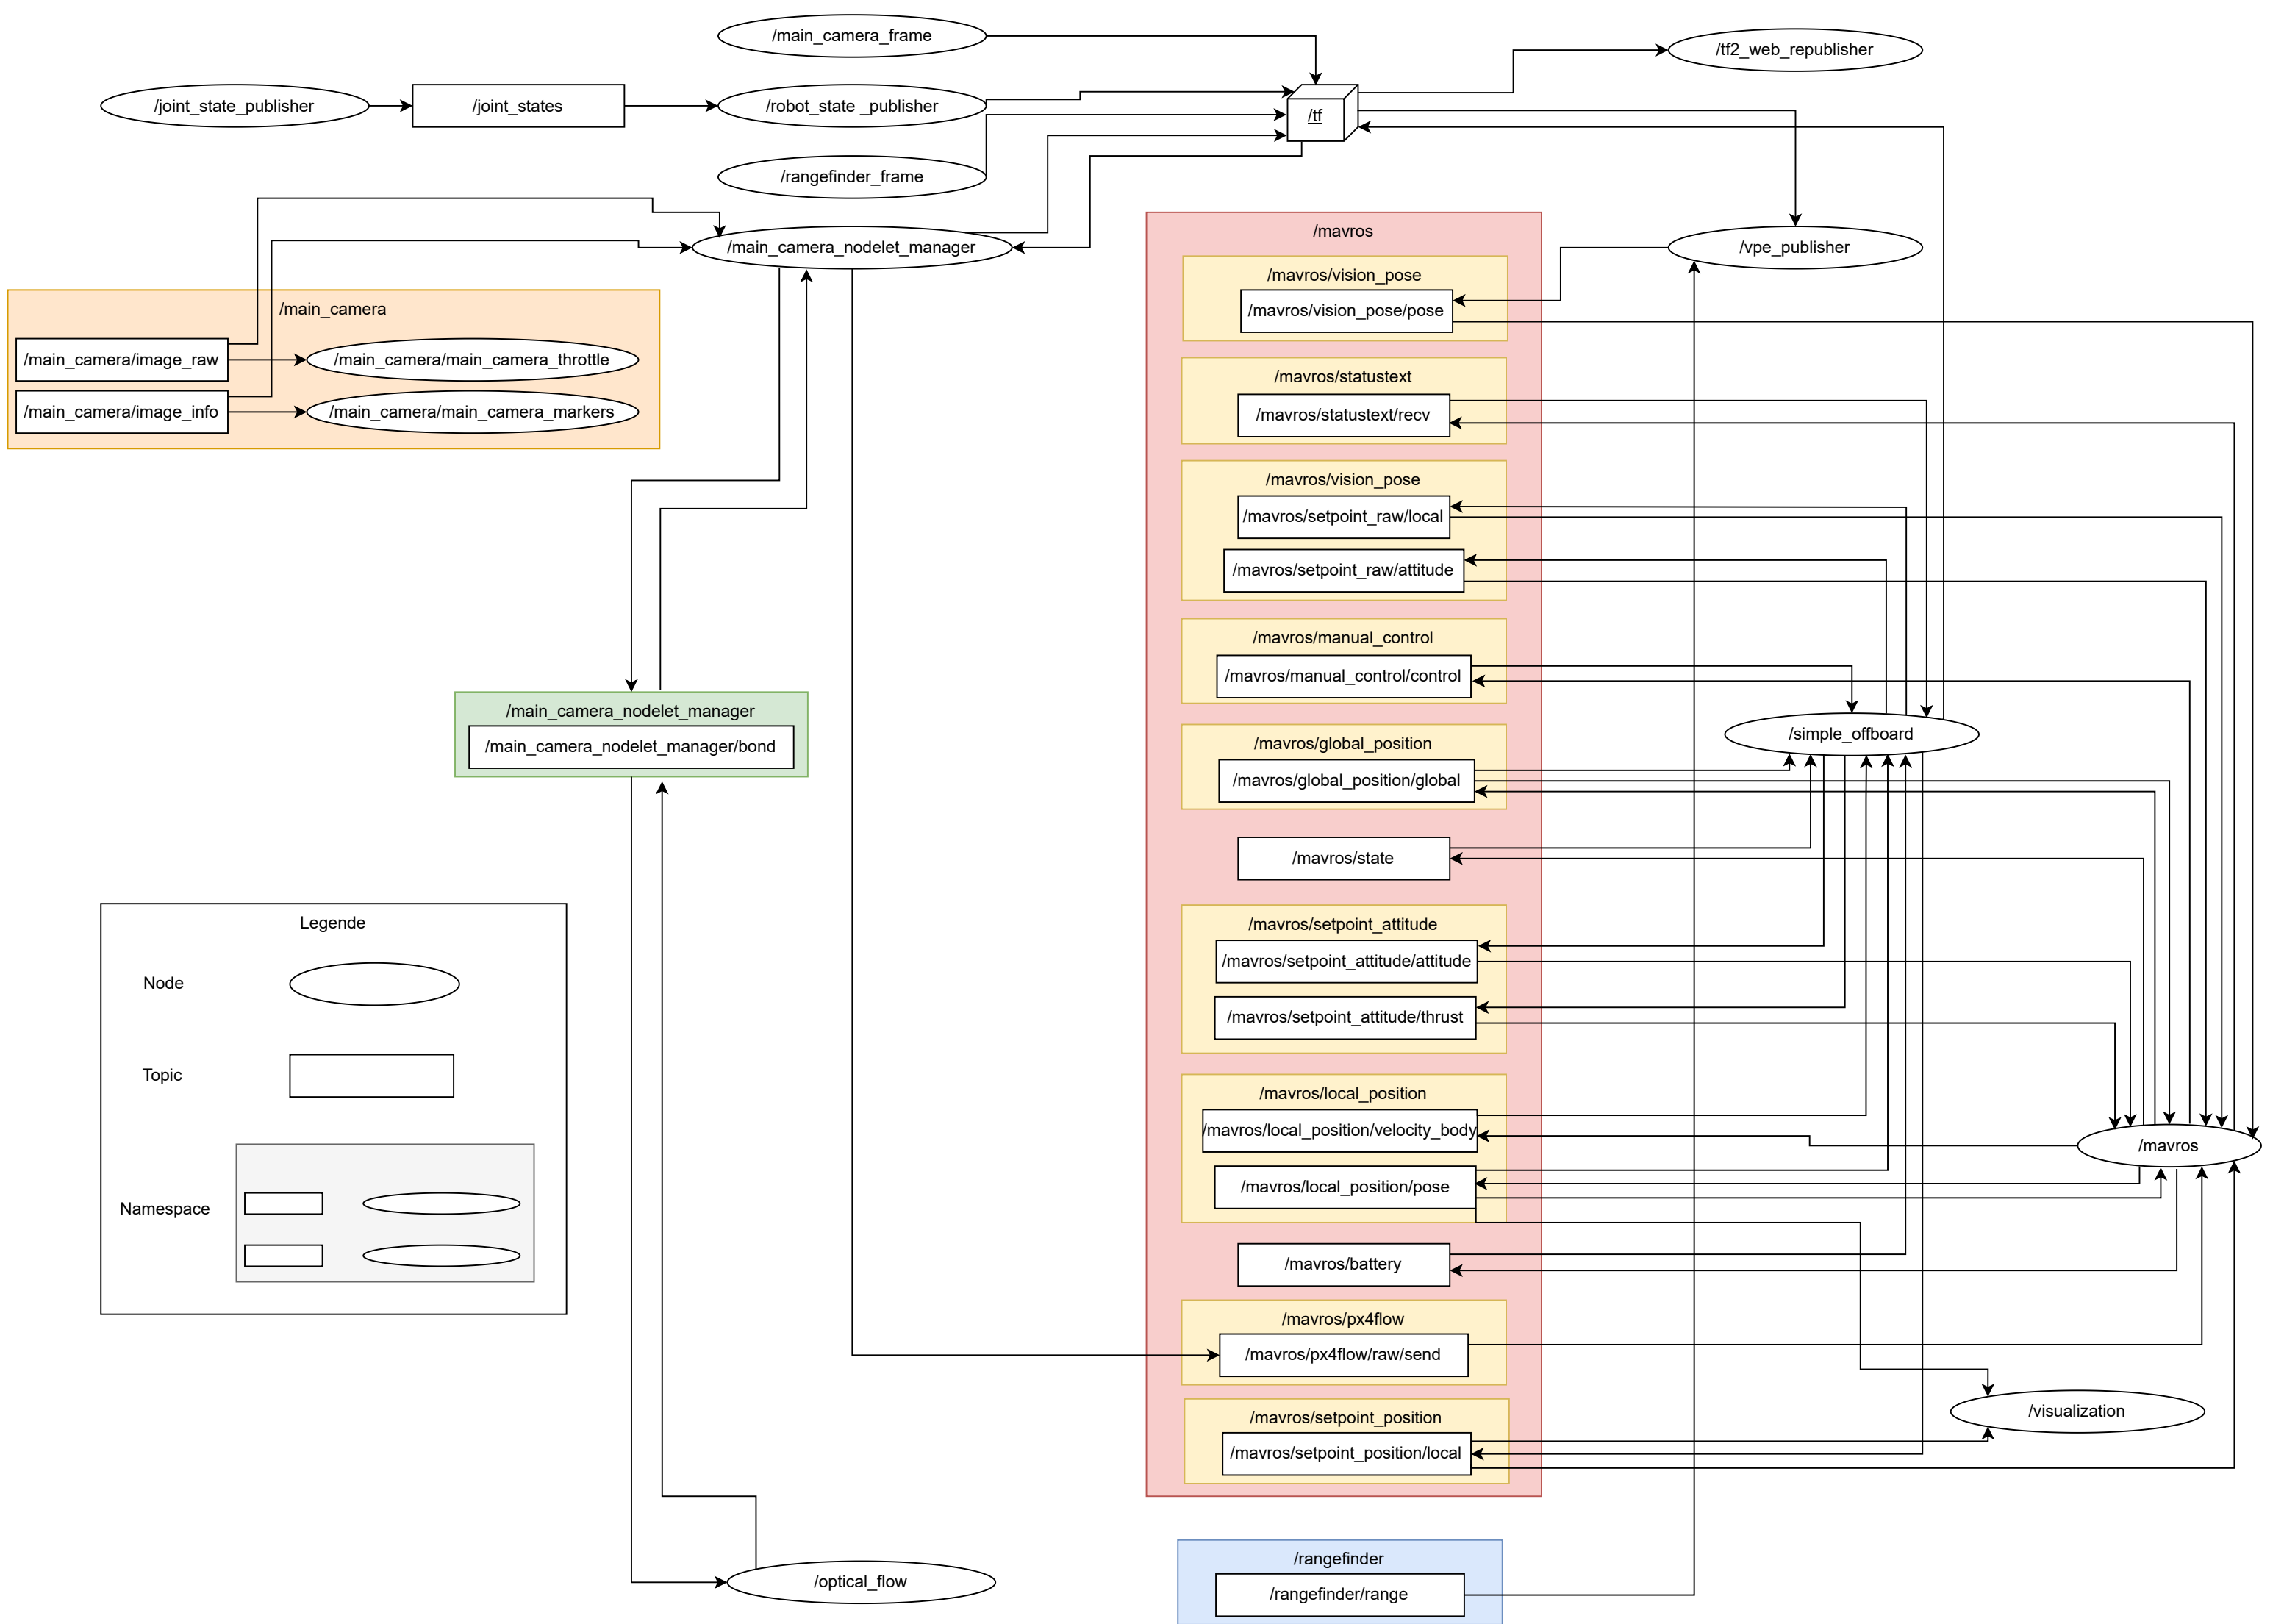 /main_camera_frame
/tf2_web_republisher
/joint_state_publisher
/joint_states
/robot_state _publisher
/tf
/rangefinder_frame
/main_camera_nodelet_manager
/main_camera
/main_camera/image_raw
/main_camera/main_camera_throttle
/main_camera/image_info
/main_camera/main_camera_markers
/mavros
/vpe_publisher
/mavros/vision_pose
/mavros/vision_pose/pose
/mavros/statustext
/mavros/statustext/recv
/mavros/vision_pose
/mavros/setpoint_raw/local
/mavros/setpoint_raw/attitude
/mavros/manual_control
/mavros/manual_control/control
/main_camera_nodelet_manager
/main_camera_nodelet_manager/bond
/simple_offboard
/mavros/global_position
/mavros/global_position/global
/mavros/state
/mavros/setpoint_attitude
/mavros/setpoint_attitude/attitude
/mavros/setpoint_attitude/thrust
/mavros/local_position
/mavros/local_position/velocity_body
/mavros
/mavros/local_position/pose
/mavros/battery
/mavros/px4flow
/mavros/px4flow/raw/send
/mavros/setpoint_position
/mavros/setpoint_position/local
/visualization
Legende
Node
Topic
Namespace
/optical_flow
/rangefinder
/rangefinder/range